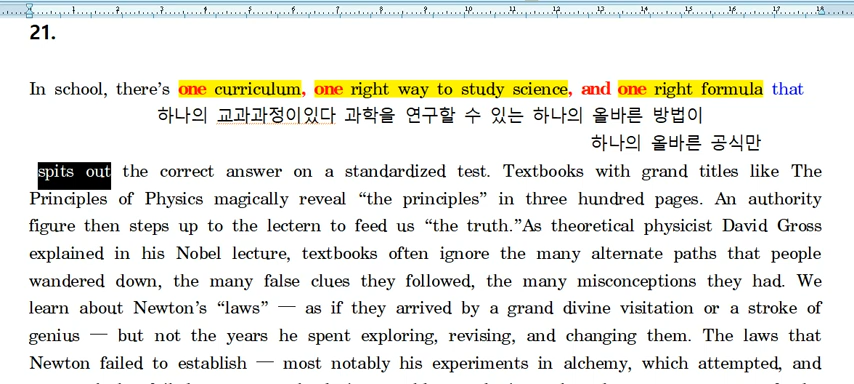 21.
In school, there's one curriculum, one right way to study science, and one right formula that
하나의 교과과정이있다 과학을 연구할 수 있는 하나의 올바른 방법이
하나의 올바른 공식만
spits out the correct answer on a standardized test. Textbooks with grand titles like The
Principles of Physics magically reveal “the principles” in three hundred pages. An authority
figure then steps up to the lectern to feed us “the truth.”As theoretical physicist David Gross
explained in his Nobel lecture, textbooks often ignore the many alternate paths that people
wandered down, the many false clues they followed, the many misconceptions they had. We
learn about Newton's “laws” — as if they arrived by a grand divine visitation or a stroke of
genius — but not the years he spent exploring, revising, and changing them. The laws that
Newton failed to establish — most notably his experiments in alchemy, which attempted, and